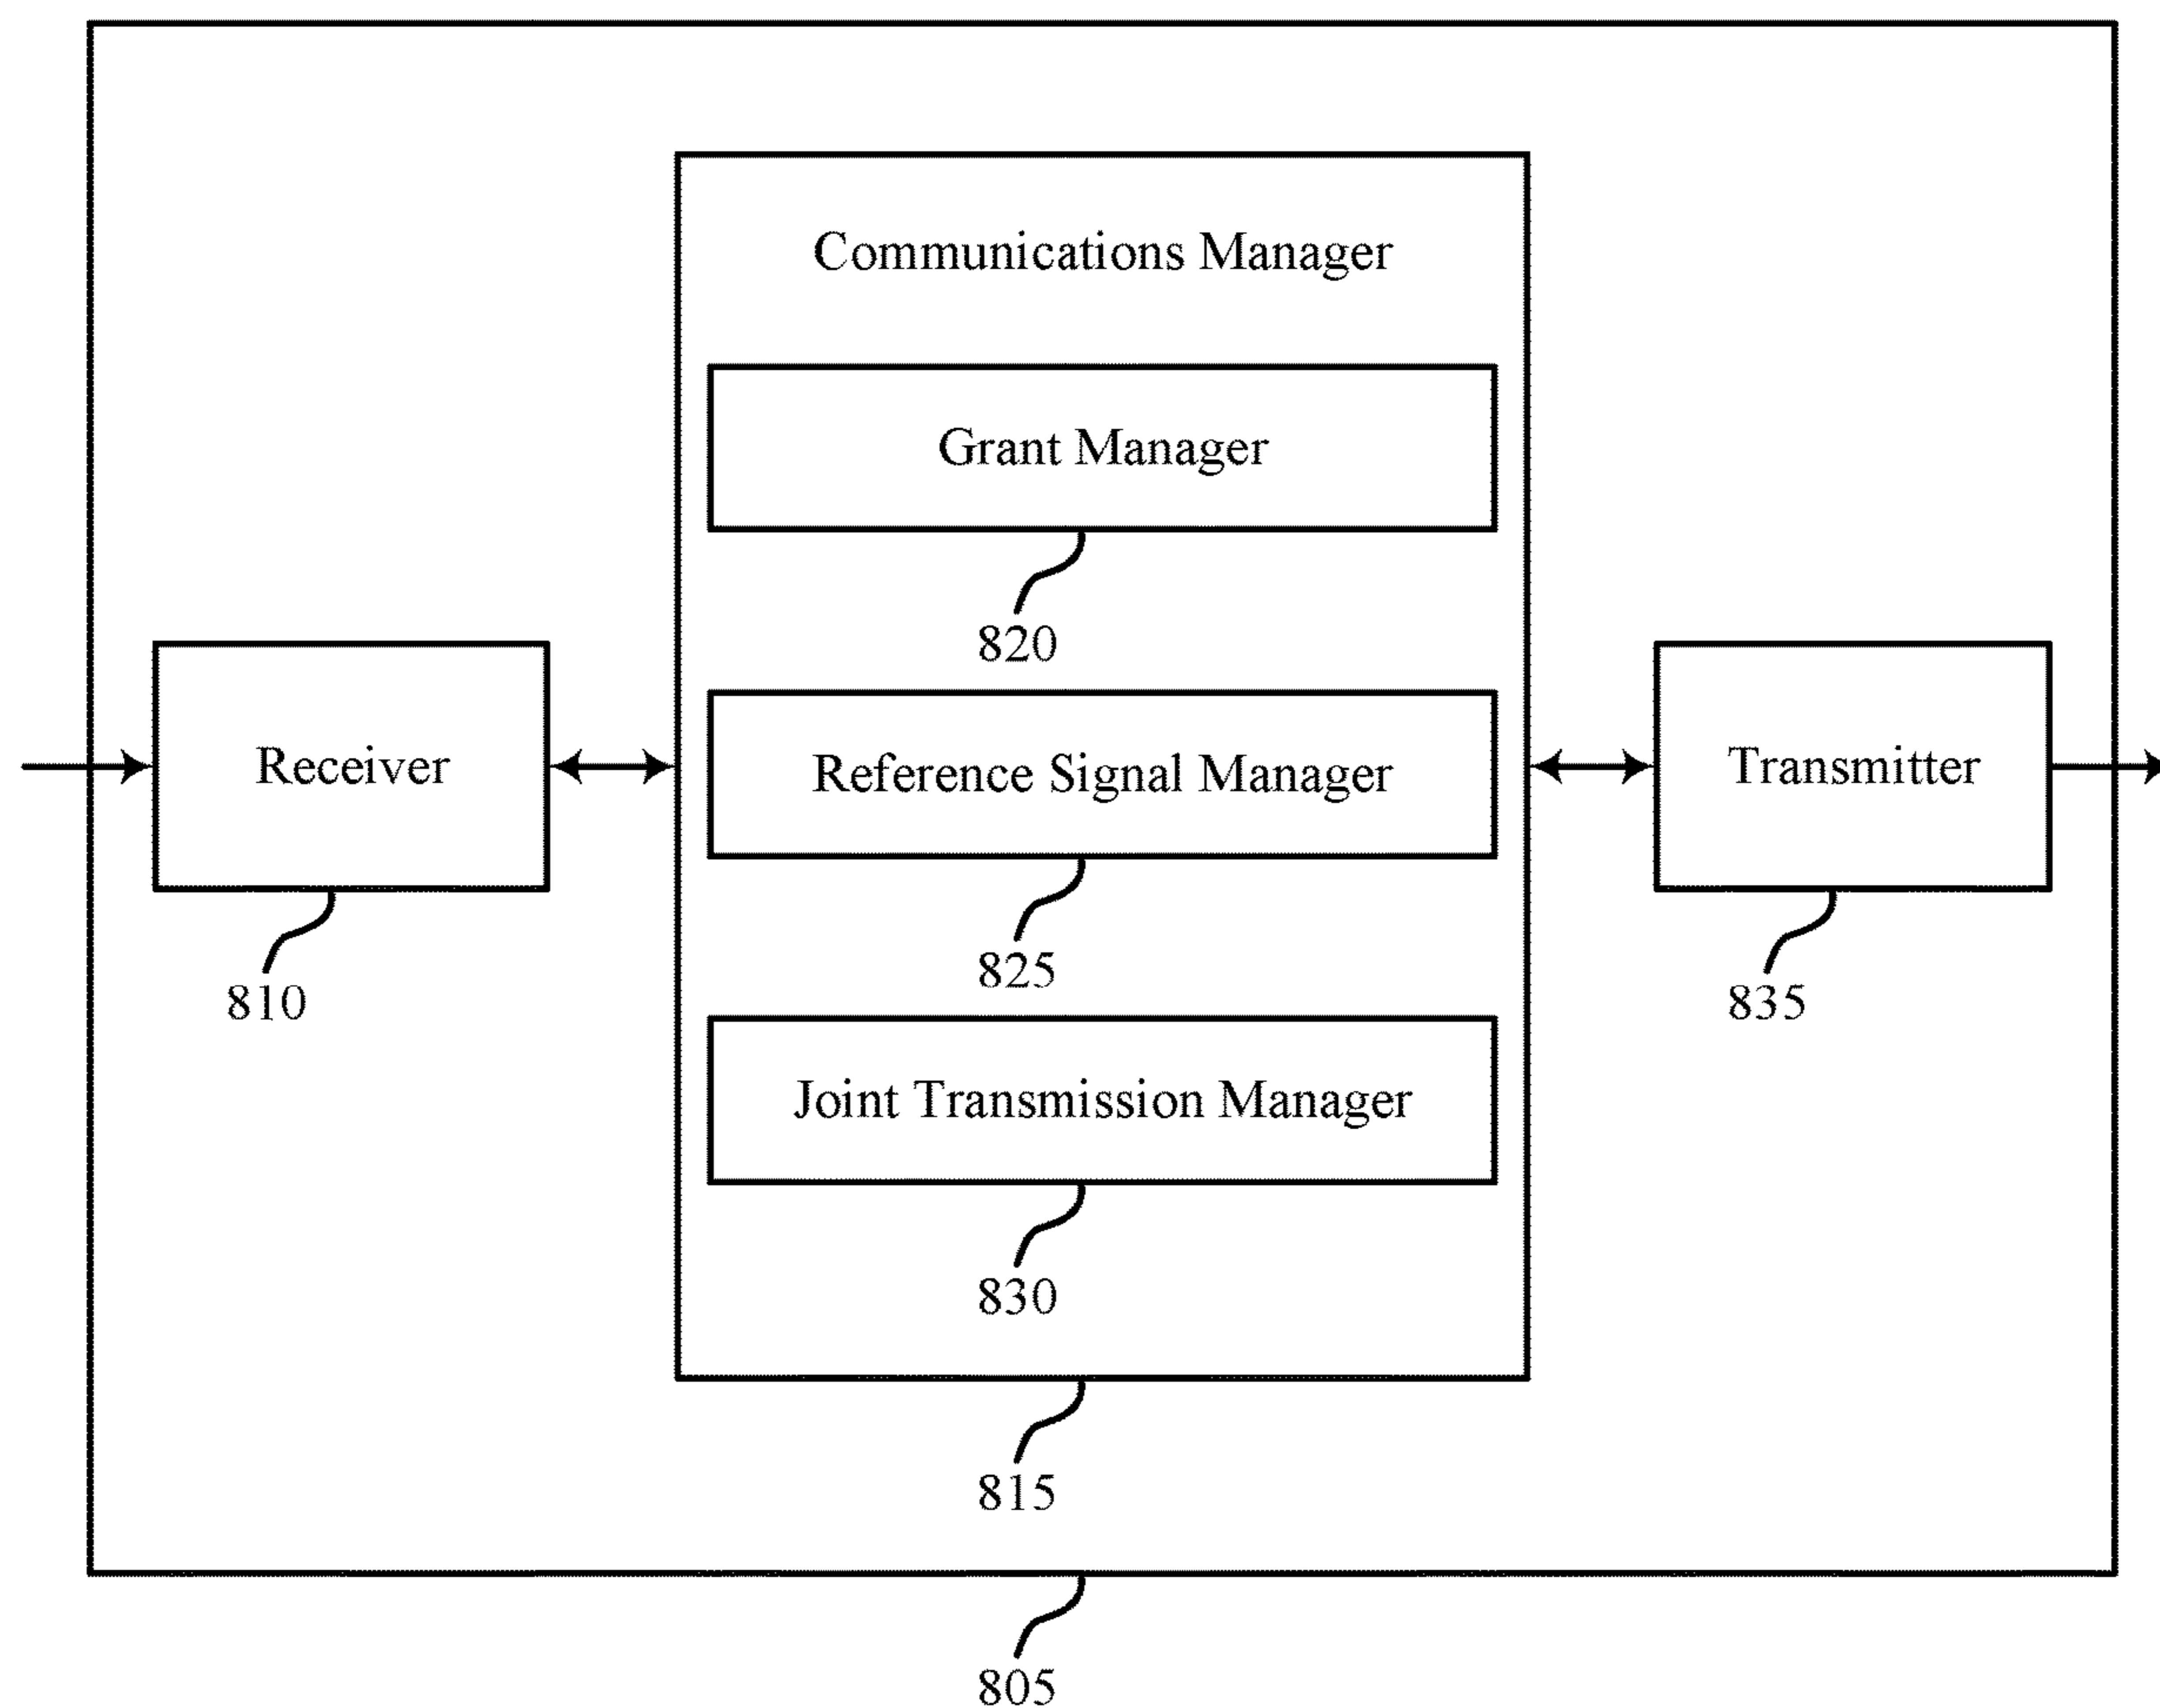 Communications Manager
Grant Manager
820
Receiver
810
Reference Signal Manager
825
Transmitter
835
Joint Transmission Manager
830
815
805